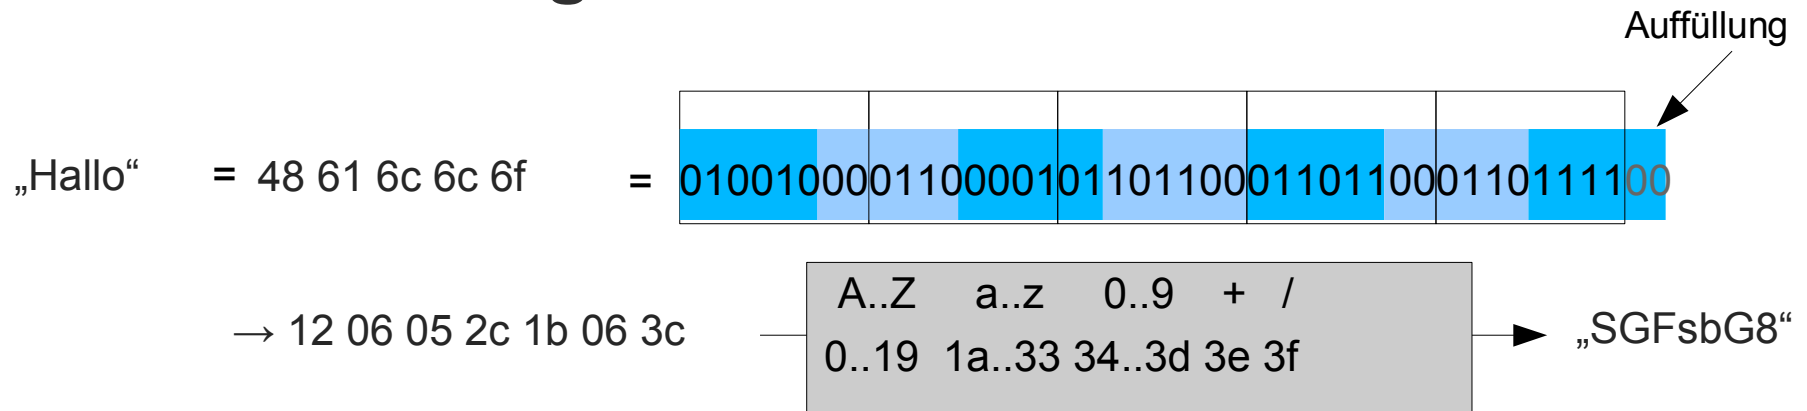 Auffüllung
„Hallo“ = 48 61 6c 6c 6f = 010010000110000101101100011011000110111100
A..Z a..z 0..9 + /
→ 12 06 05 2c 1b 06 3c „SGFsbG8“
0..19 1a..33 34..3d 3e 3f